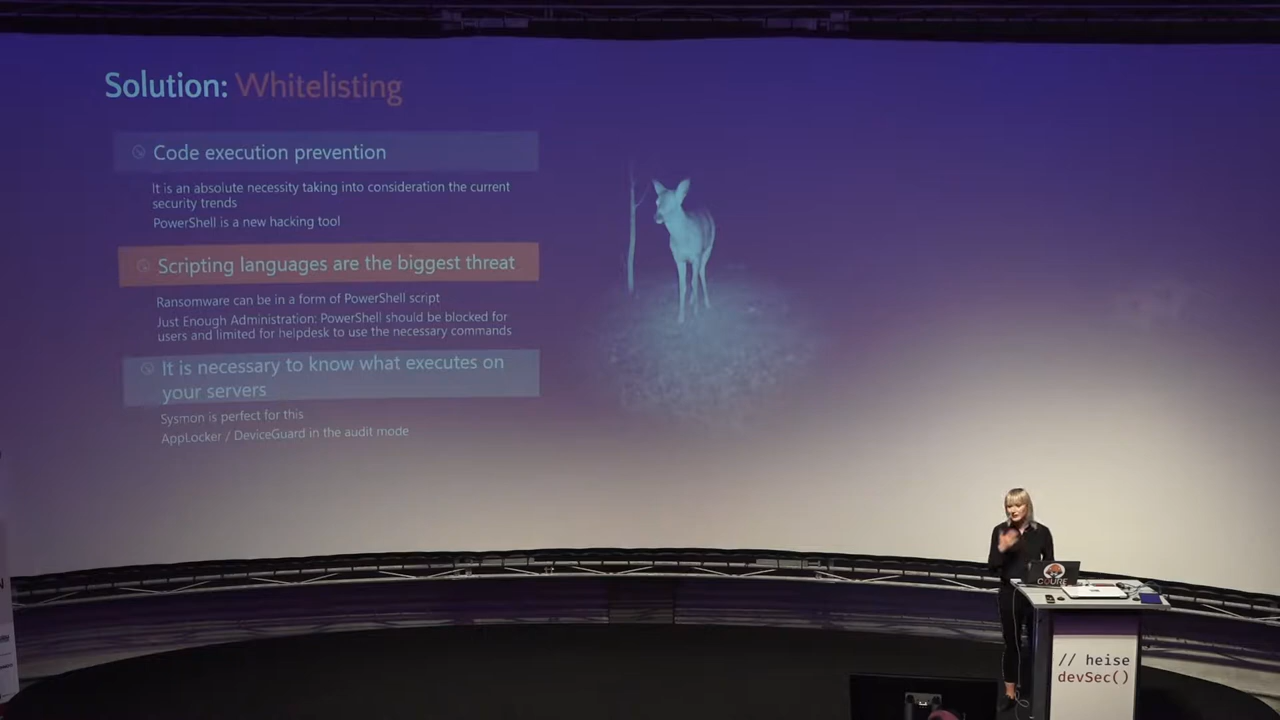 Solution: Whitelisting
Code execution prevention
It is an absolute necessity taking into consideration the current
security trends
PowerShell is a new hacking tool
Scripting languages are the biggest threat
Ransomware can be in a form of PowerShell script
Just Enough Administration: PowerShell should be blocked for
users and limited for helpdesk to use the necessary commands
It is necessary to know what executes on
your servers
Sysmon is perfect for this
AppLocker / DeviceGuard in the audit mode
CQURE
// heise
devSec()